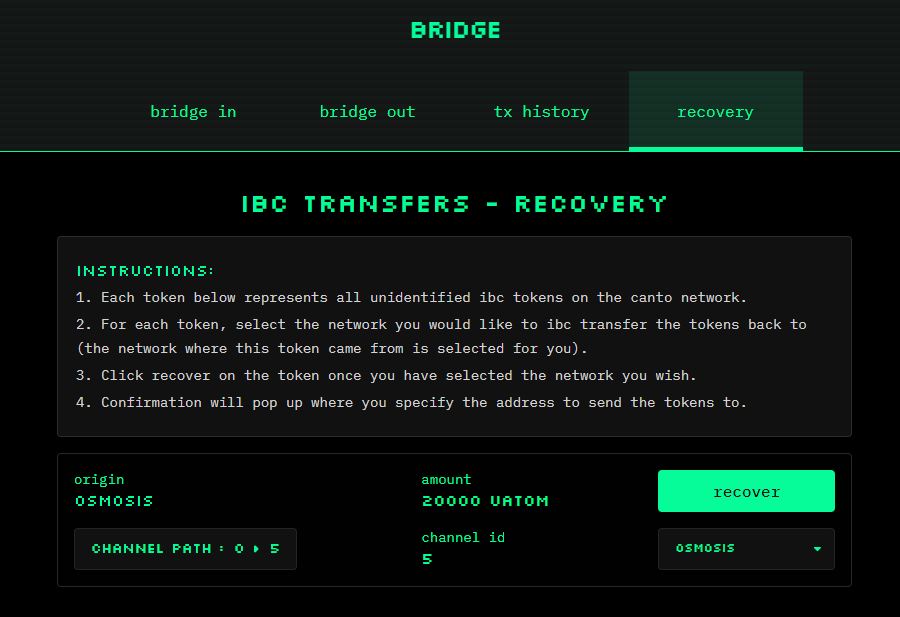 BRIDGE
bridge in bridge out tx history recovery
IBC TRANSFERS - RECOVERY
INSTRUCTIONS:
1. Each token below represents all unidentified ibc tokens on the canto network.
2. For each token, select the network you would like to ibc transfer the tokens back to
(the network where this token came from is selected for you).
3. Click recover on the token once you have selected the network you wish.
4. Confirmation will pop up where you specify the address to send the tokens to.
origin amount recover
OSMOSIS 20000 UATOM
channel id
CHANNEL PATH : 0 ▸ 5 OSMOSIS
5